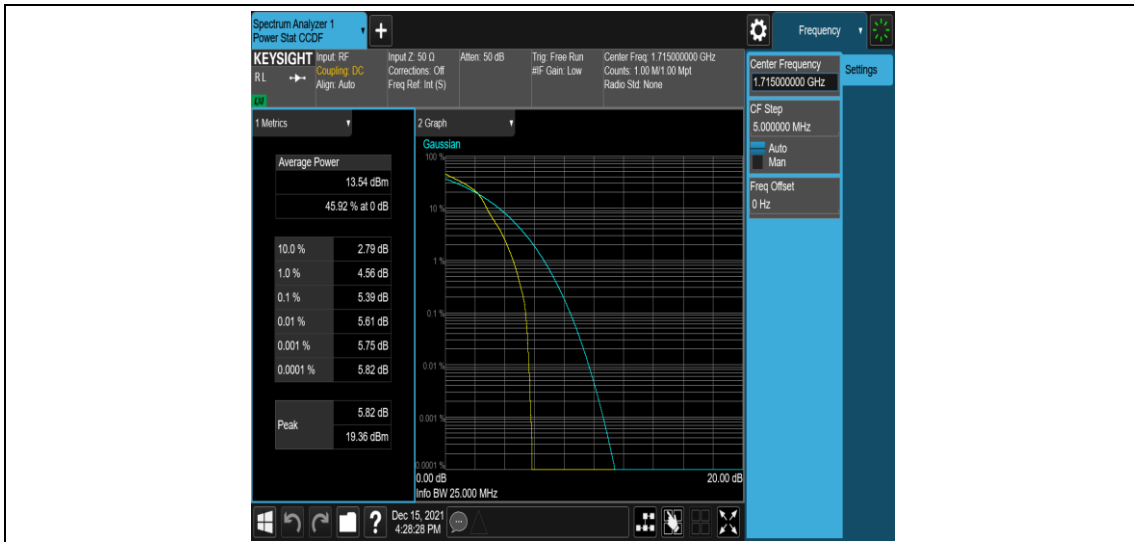 Spectrum Analyzer 1
Power Stat CCDF
+
Frequency
KEYSIGHT
RL
Input: RF
Coupling: DC
Align: Auto
Input Z: 50 Ω
Corrections: Off
Freq Ref: Int (S)
Atten: 50 dB
Trig: Free Run
#IF Gain: Low
Center Freq: 1.715000000 GHz
Counts: 1.00 M/1.00 Mpt
Radio Std: None
Center Frequency
1.715000000 GHz
Settings
CF Step
5.000000 MHz
Auto
Man
Freq Offset
0 Hz
1 Metrics
Average Power
13.54 dBm
45.92 % at 0 dB
10.0 % 2.79 dB
1.0 % 4.56 dB
0.1 % 5.39 dB
0.01 % 5.61 dB
0.001 % 5.75 dB
0.0001 % 5.82 dB
Peak
5.82 dB
19.36 dBm
2 Graph
Gaussian
100 %
10 %
1 %
0.1 %
0.01 %
0.001 %
0.0001 %
0.00 dB
20.00 dB
Info BW 25.000 MHz
?
Dec 15, 2021
4:28:28 PM